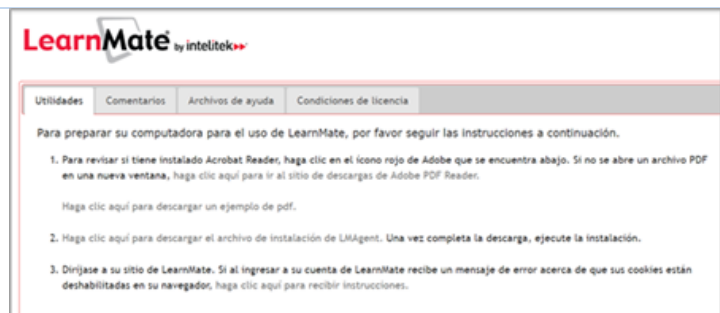 LearnMate by intelitek
Utilidades Comentarios Archivos de ayuda Condiciones de licencia
Para preparar su computadora para el uso de LearnMate, por favor seguir las instrucciones a continuación.
1. Para revisar si tiene instalado Acrobat Reader, haga clic en el ícono rojo de Adobe que se encuentra abajo. Si no se abre un archivo PDF
en una nueva ventana, haga clic aquí para ir al sitio de descargas de Adobe PDF Reader.
Haga clic aquí para descargar un ejemplo de pdf.
2. Haga clic aquí para descargar el archivo de instalación de LMAgent. Una vez completa la descarga, ejecute la instalación.
3. Dirijase a su sitio de LearnMate. Si al ingresar a su cuenta de LearnMate recibe un mensaje de error acerca de que sus cookies están
deshabilitadas en su navegador, haga clic aquí para recibir instrucciones.